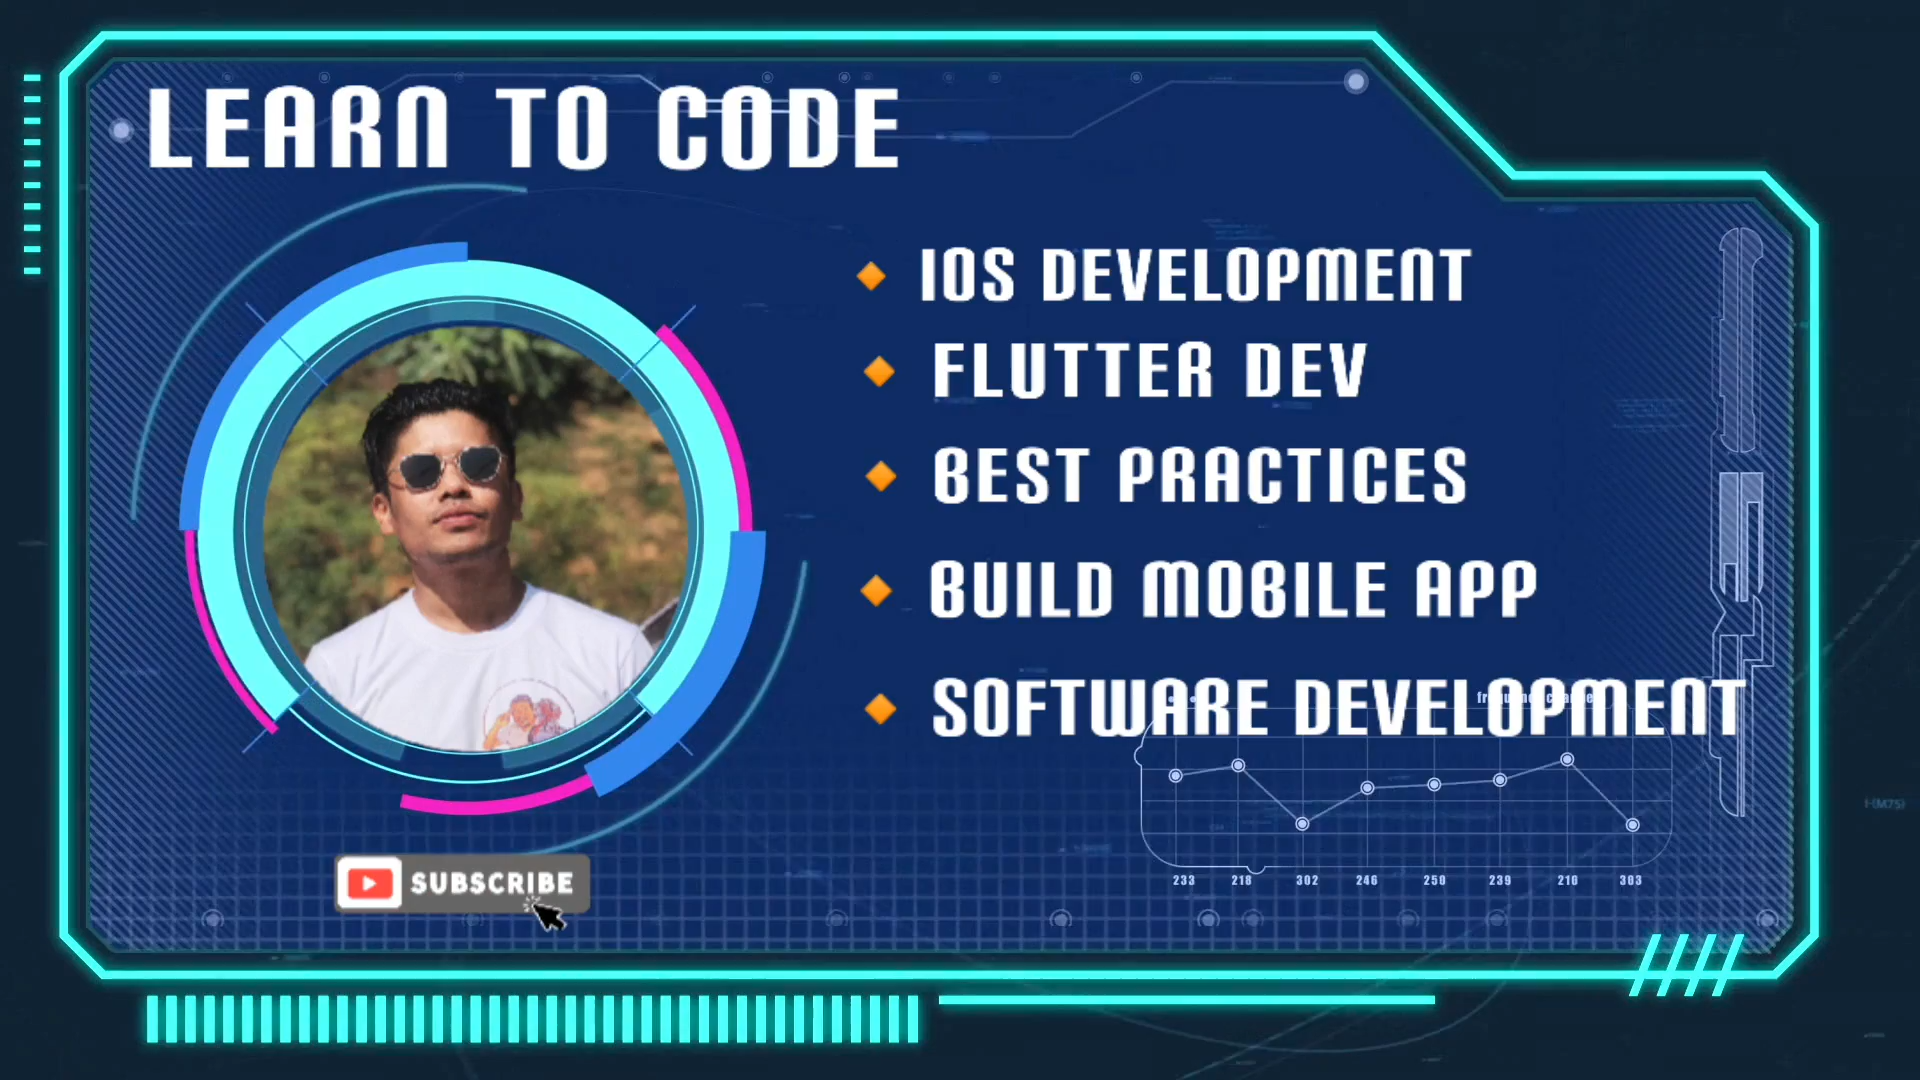 LEARN TO CODE
IOS DEVELOPMENT
FLUTTER DEV
BEST PRACTICES
BUILD MOBILE APP
SOFTWARE DEVELOPMENT
233 218 302 246 250 239 210 303
SUBSCRIBE